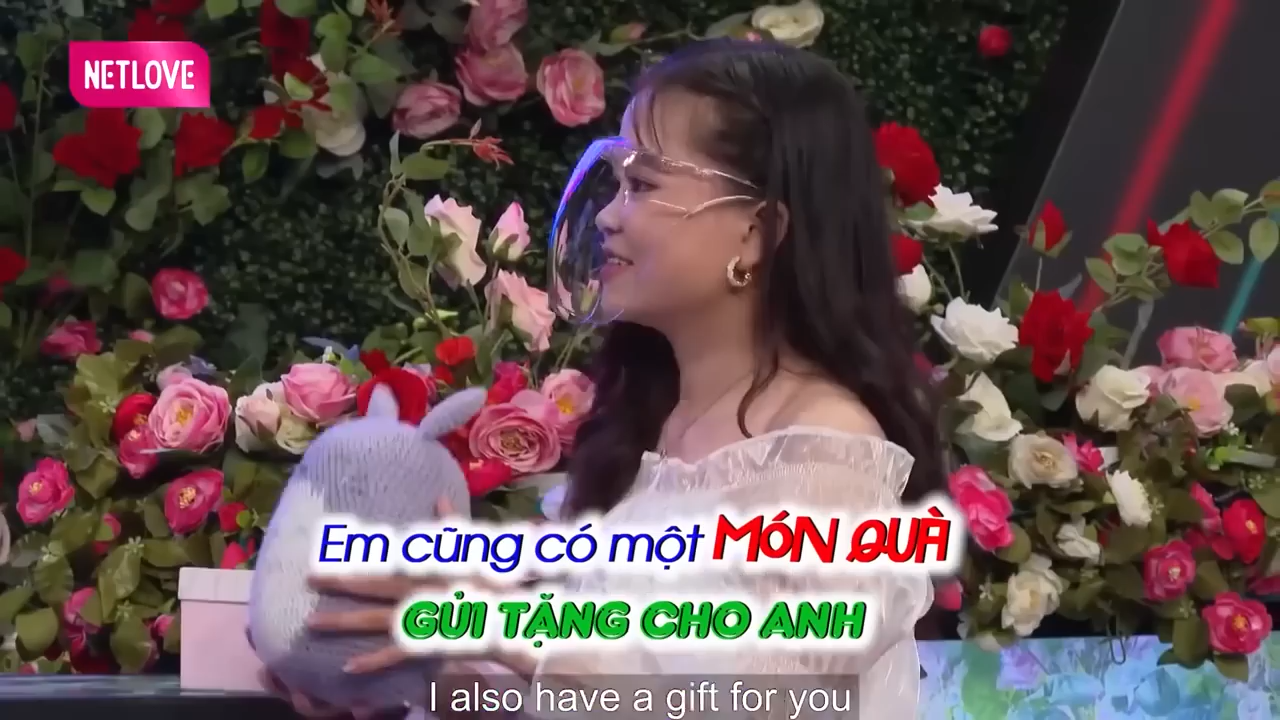 NETLOVE
Em cũng có một MÓN QUÀ
GỬI TẶNG CHO ANH
I also have a gift for you